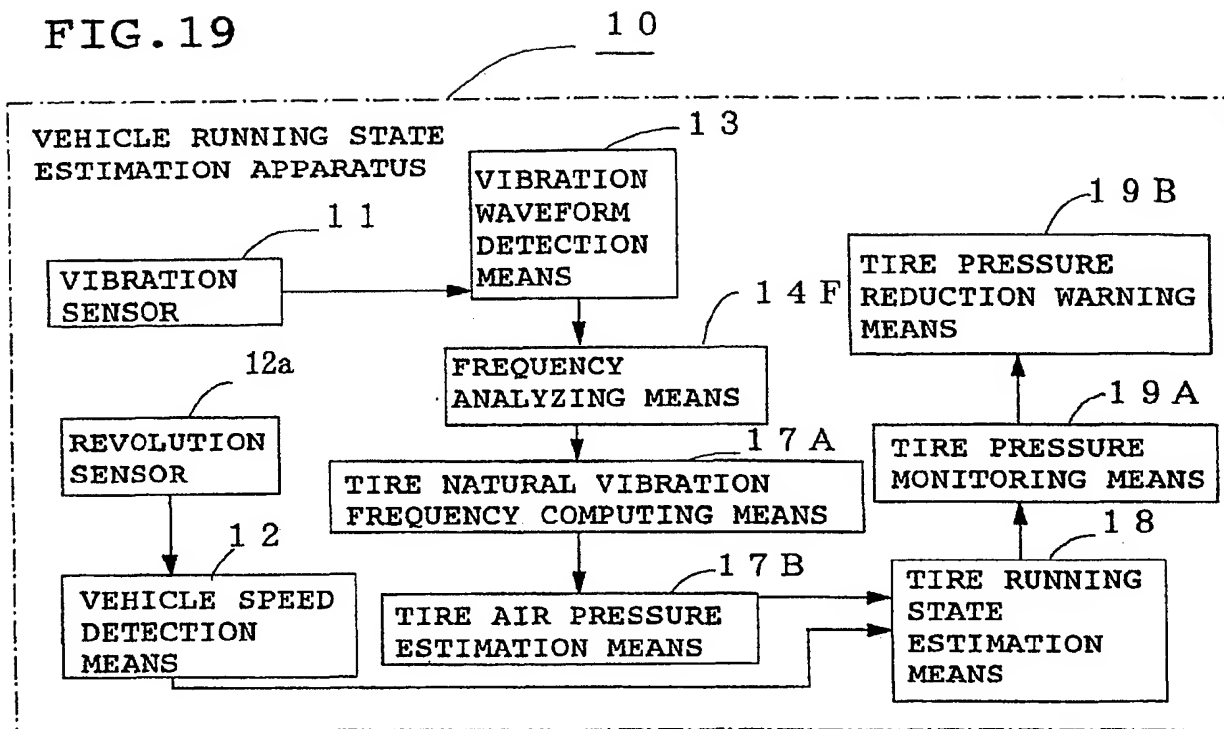 FIG.19
10
VEHICLE RUNNING STATE
ESTIMATION APPARATUS
13
VIBRATION
WAVEFORM
DETECTION
MEANS
11
VIBRATION
SENSOR
14F
FREQUENCY
ANALYZING MEANS
19B
TIRE PRESSURE
REDUCTION WARNING
MEANS
12a
REVOLUTION
SENSOR
17A
TIRE NATURAL VIBRATION
FREQUENCY COMPUTING MEANS
19A
TIRE PRESSURE
MONITORING MEANS
12
VEHICLE SPEED
DETECTION
MEANS
17B
TIRE AIR PRESSURE
ESTIMATION MEANS
18
TIRE RUNNING
STATE
ESTIMATION
MEANS